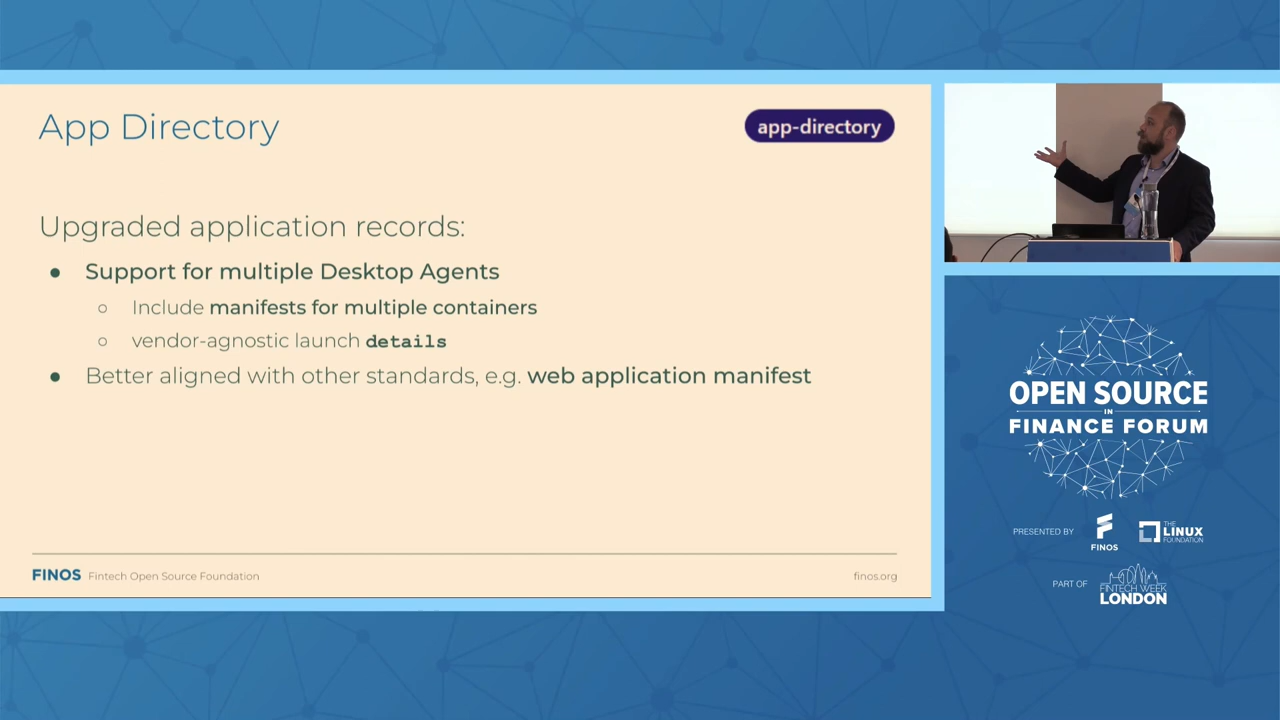 App Directory
app-directory
Upgraded application records:
● Support for multiple Desktop Agents
○ Include manifests for multiple containers
○ vendor-agnostic launch details
● Better aligned with other standards, e.g. web application manifest
FINOS Fintech Open Source Foundation
finos.org
OPEN SOURCE
IN
FINANCE FORUM
PRESENTED BY
FINOS
THE
LINUX
FOUNDATION
PART OF
FINTECH WEEK
LONDON